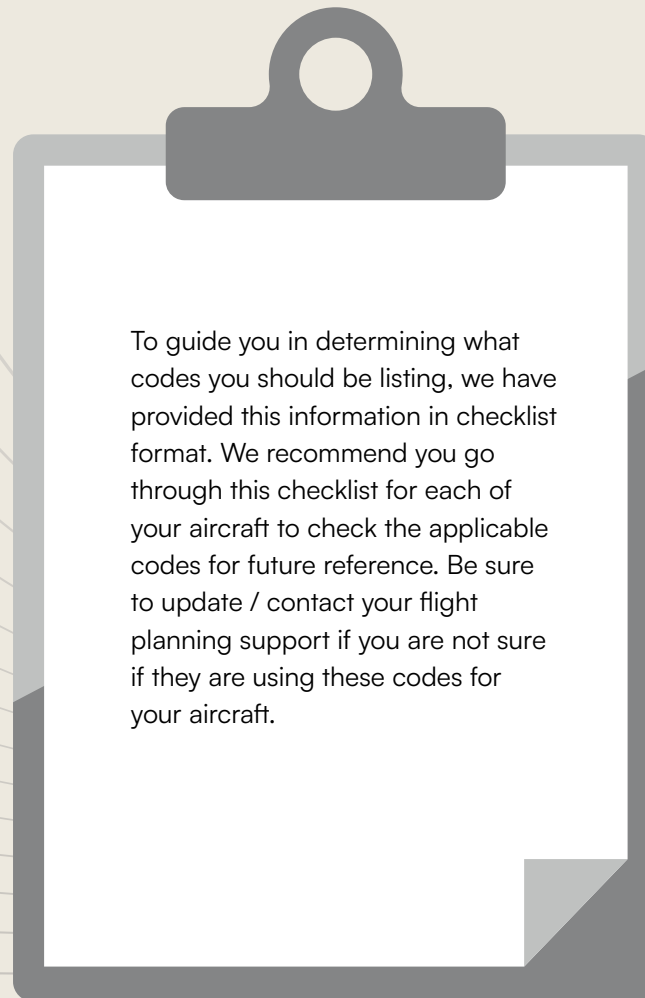 To guide you in determining what
codes you should be listing, we have
provided this information in checklist
format. We recommend you go
through this checklist for each of
your aircraft to check the applicable
codes for future reference. Be sure
to update / contact your flight
planning support if you are not sure
if they are using these codes for
your aircraft.